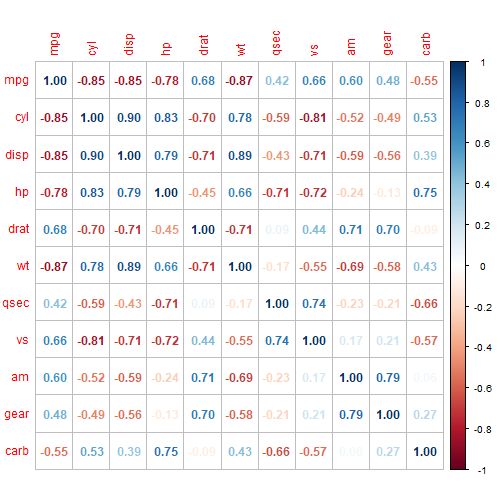 mpg cyl disp hp drat wt qsec vs am gear carb
mpg 1.00 -0.85 -0.85 -0.78 0.68 -0.87 0.42 0.66 0.60 0.48 -0.55
cyl -0.85 1.00 0.90 0.83 -0.70 0.78 -0.59 -0.81 -0.52 -0.49 0.53
disp -0.85 0.90 1.00 0.79 -0.71 0.89 -0.43 -0.71 -0.59 -0.56 0.39
hp -0.78 0.83 0.79 1.00 -0.45 0.66 -0.71 -0.72 -0.24 -0.13 0.75
drat 0.68 -0.70 -0.71 -0.45 1.00 -0.71 0.09 0.44 0.71 0.70 -0.09
wt -0.87 0.78 0.89 0.66 -0.71 1.00 -0.17 -0.55 -0.69 -0.58 0.43
qsec 0.42 -0.59 -0.43 -0.71 0.09 -0.17 1.00 0.74 -0.23 -0.21 -0.66
vs 0.66 -0.81 -0.71 -0.72 0.44 -0.55 0.74 1.00 0.17 0.21 -0.57
am 0.60 -0.52 -0.59 -0.24 0.71 -0.69 -0.23 0.17 1.00 0.79 0.06
gear 0.48 -0.49 -0.56 -0.13 0.70 -0.58 -0.21 0.21 0.79 1.00 0.27
carb -0.55 0.53 0.39 0.75 -0.09 0.43 -0.66 -0.57 0.06 0.27 1.00
1
0.8
0.6
0.4
0.2
0
-0.2
-0.4
-0.6
-0.8
-1